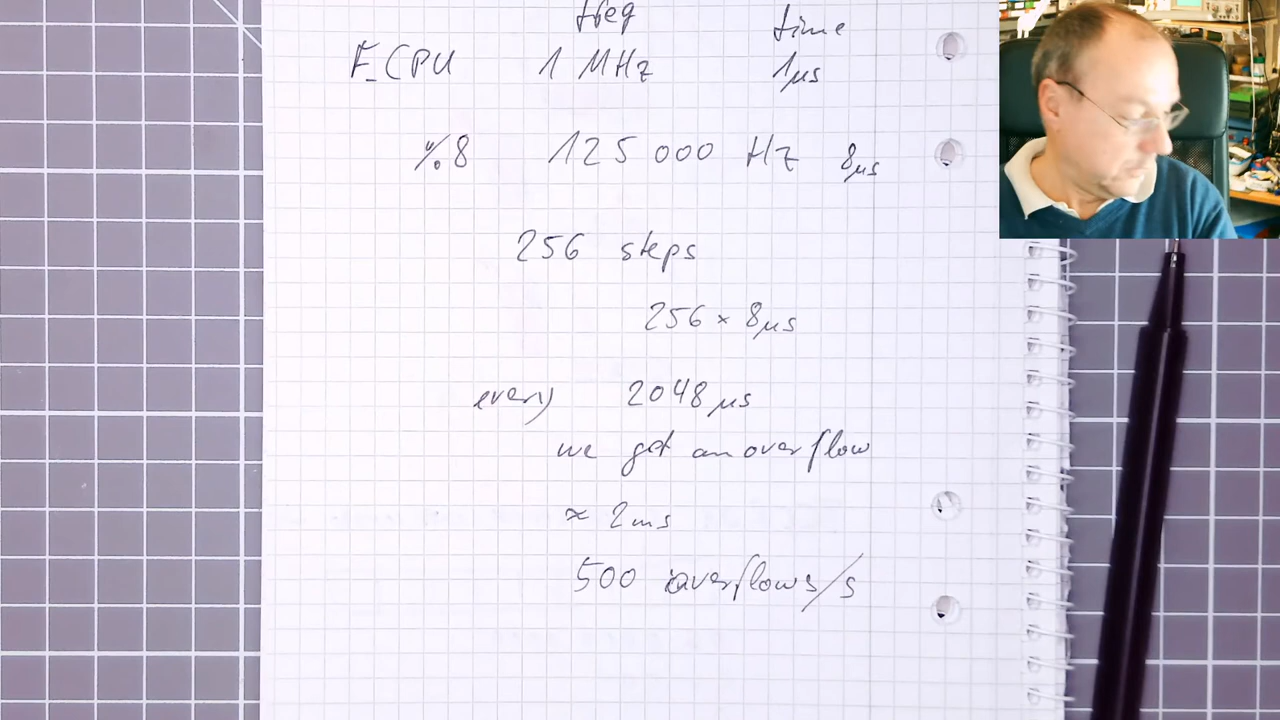 freq time
F_CPU 1 MHz 1µs
% 8 125 000 Hz 8µs
256 steps
256 × 8µs
every 2048 µs
we get an overflow
≈ 2ms
500 overflows/s